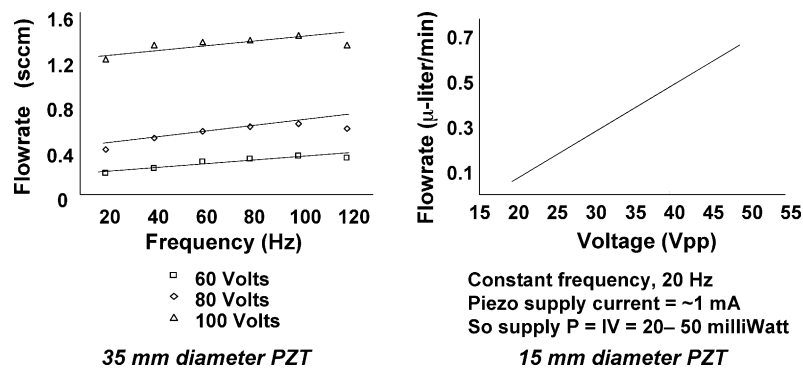 Flowrate (sccm)
1.6
1.2
0.8
0.4
0
20 40 60 80 100 120
Frequency (Hz)
60 Volts
80 Volts
100 Volts
35 mm diameter PZT
Flowrate (μ-liter/min)
0.7
0.5
0.3
0.1
15 20 25 30 35 40 45 50 55
Voltage (Vpp)
Constant frequency, 20 Hz
Piezo supply current = ~1 mA
So supply P = IV = 20– 50 milliWatt
15 mm diameter PZT